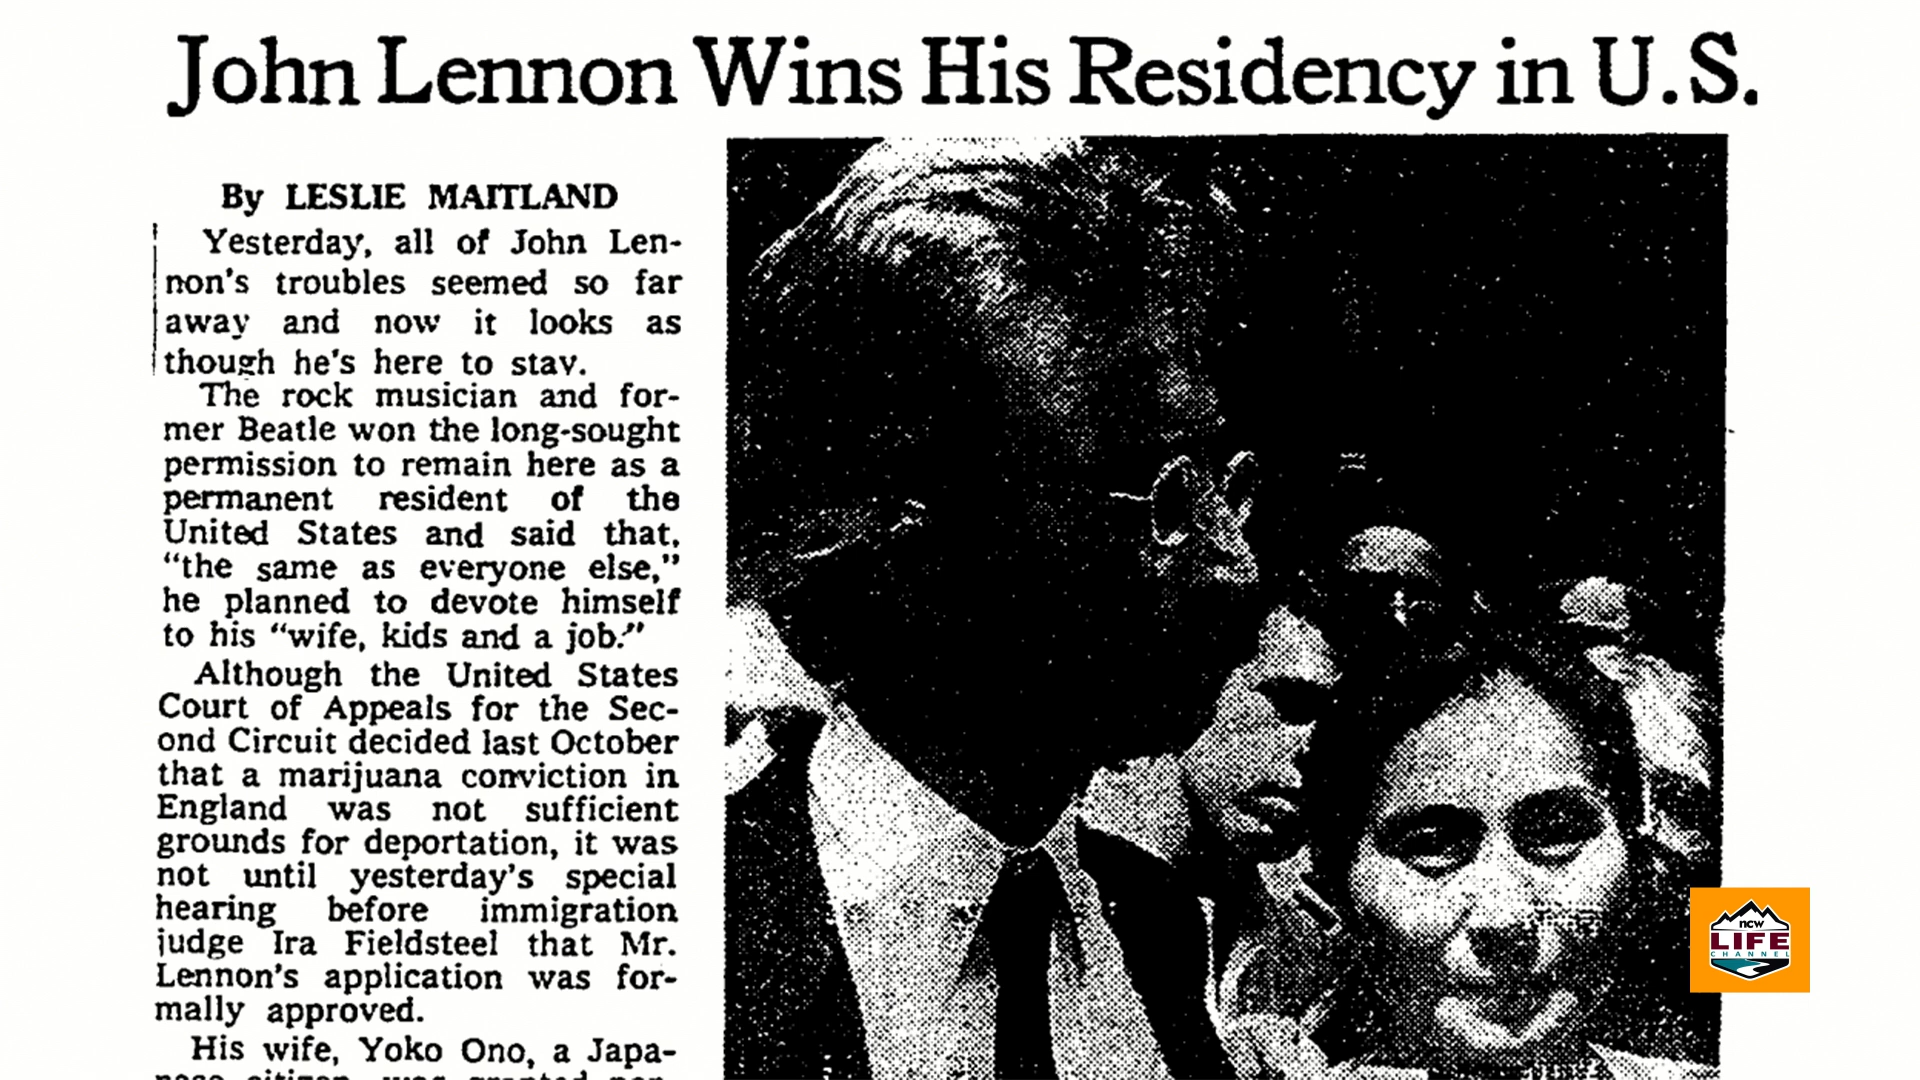 John Lennon Wins His Residency in U.S.
By LESLIE MAITLAND
Yesterday, all of John Len-
non's troubles seemed so far
away and now it looks as
though he's here to stay.
The rock musician and for-
mer Beatle won the long-sought
permission to remain here as a
permanent resident of the
United States and said that,
“the same as everyone else,”
he planned to devote himself
to his “wife, kids and a job.”
Although the United States
Court of Appeals for the Sec-
ond Circuit decided last October
that a marijuana conviction in
England was not sufficient
grounds for deportation, it was
not until yesterday's special
hearing before immigration
judge Ira Fieldsteel that Mr.
Lennon's application was for-
mally approved.
His wife, Yoko Ono, a Japa-
ncw
LIFE
CHANNEL